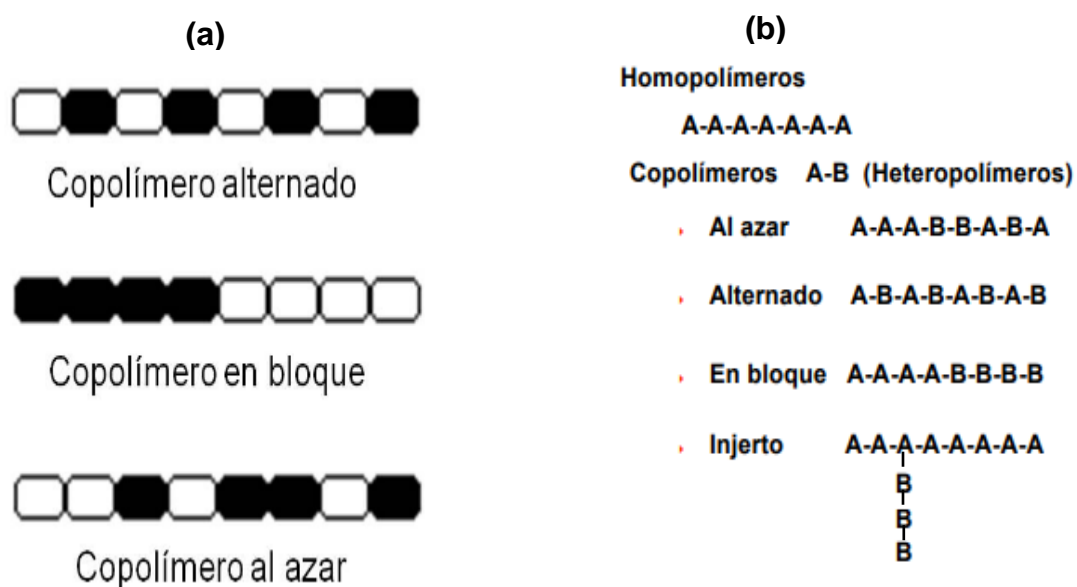 (a)
Copolímero alternado
Copolímero en bloque
Copolímero al azar
(b)
Homopolímeros
A-A-A-A-A-A-A
Copolímeros A-B (Heteropolímeros)
Al azar A-A-A-B-B-A-B-A
Alternado A-B-A-B-A-B-A-B
En bloque A-A-A-A-B-B-B-B
Injerto A-A-A-A-A-A-A-A
B
B
B